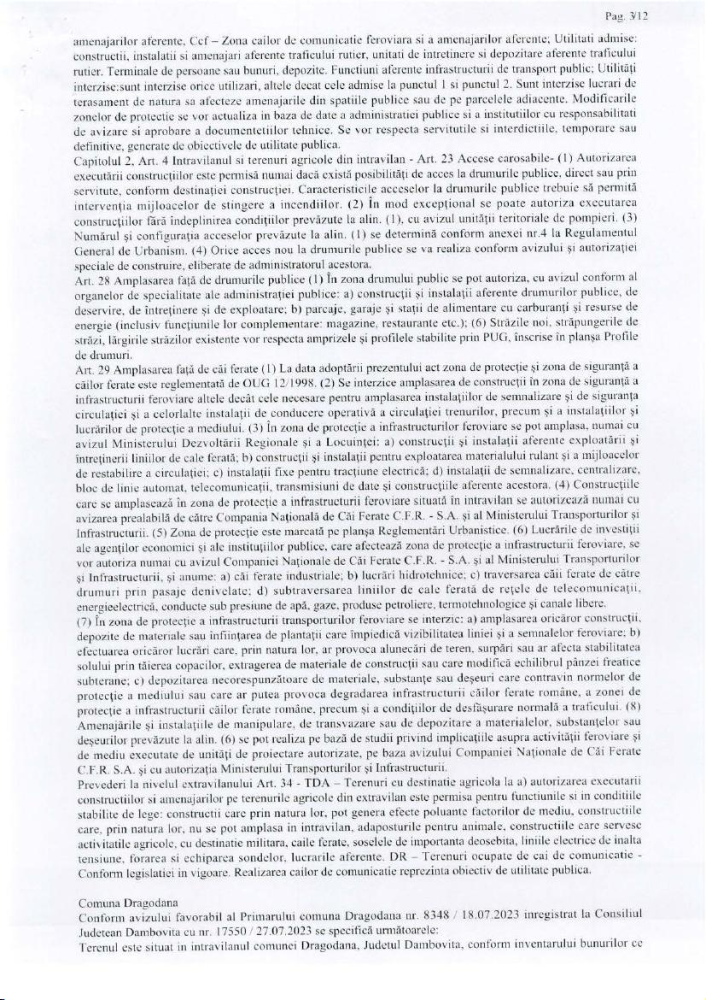 Pag. 3/12
amenajarilor aferente, Ccf – Zona cailor de comunicatie feroviara si a amenajarilor aferente; Utilitati admise:
constructii, instalatii si amenajari aferente traficului rutier, unitati de intretinere si depozitare aferente traficului
rutier. Terminale de persoane sau bunuri, depozite. Functiuni aferente infrastructurii de transport public; Utilităţi
interzise:sunt interzise orice utilizari, altele decat cele admise la punctul 1 si punctul 2. Sunt interzise lucrari de
terasament de natura sa afecteze amenajarile din spatiile publice sau de pe parcelele adiacente. Modificarile
zonelor de protectie se vor actualiza in baza de date a administratiei publice si a institutiilor cu responsabilitati
de avizare si aprobare a documentetiilor tehnice. Se vor respecta servitutile si interdictiile, temporare sau
definitive, generate de obiectivele de utilitate publica.
Capitolul 2, Art. 4 Intravilanul si terenuri agricole din intravilan - Art. 23 Accese carosabile- (1) Autorizarea
executării construcţiilor este permisă numai dacă există posibilităţi de acces la drumurile publice, direct sau prin
servitute, conform destinaţiei construcţiei. Caracteristicile acceselor la drumurile publice trebuie să permită
intervenţia mijloacelor de stingere a incendiilor. (2) În mod excepţional se poate autoriza executarea
construcţiilor fără îndeplinirea condiţiilor prevăzute la alin. (1), cu avizul unităţii teritoriale de pompieri. (3)
Numărul şi configuraţia acceselor prevăzute la alin. (1) se determină conform anexei nr.4 la Regulamentul
General de Urbanism. (4) Orice acces nou la drumurile publice se va realiza conform avizului şi autorizaţiei
speciale de construire, eliberate de administratorul acestora.
Art. 28 Amplasarea faţă de drumurile publice (1) În zona drumului public se pot autoriza, cu avizul conform al
organelor de specialitate ale administraţiei publice: a) construcţii şi instalaţii aferente drumurilor publice, de
deservire, de întreţinere şi de exploatare; b) parcaje, garaje şi staţii de alimentare cu carburanţi şi resurse de
energie (inclusiv funcţiunile lor complementare: magazine, restaurante etc.); (6) Străzile noi, străpungerile de
străzi, lărgirile străzilor existente vor respecta amprizele şi profilele stabilite prin PUG, înscrise în planşa Profile
de drumuri.
Art. 29 Amplasarea faţă de căi ferate (1) La data adoptării prezentului act zona de protecţie şi zona de siguranţă a
căilor ferate este reglementată de OUG 12/1998. (2) Se interzice amplasarea de construcţii în zona de siguranţă a
infrastructurii feroviare altele decât cele necesare pentru amplasarea instalaţiilor de semnalizare şi de siguranţa
circulaţiei şi a celorlalte instalaţii de conducere operativă a circulaţiei trenurilor, precum şi a instalaţiilor şi
lucrărilor de protecţie a mediului. (3) În zona de protecţie a infrastructurilor feroviare se pot amplasa, numai cu
avizul Ministerului Dezvoltării Regionale şi a Locuinţei: a) construcţii şi instalaţii aferente exploatării şi
întreţinerii liniilor de cale ferată; b) construcţii şi instalaţii pentru exploatarea materialului rulant şi a mijloacelor
de restabilire a circulaţiei; c) instalaţii fixe pentru tracţiune electrică; d) instalaţii de semnalizare, centralizare,
bloc de linie automat, telecomunicaţii, transmisiuni de date şi construcţiile aferente acestora. (4) Construcţiile
care se amplasează în zona de protecţie a infrastructurii feroviare situată în intravilan se autorizează numai cu
avizarea prealabilă de către Compania Naţională de Căi Ferate C.F.R. - S.A. şi al Ministerului Transporturilor şi
Infrastructurii. (5) Zona de protecţie este marcată pe planşa Reglementări Urbanistice. (6) Lucrările de investiţii
ale agenţilor economici şi ale instituţiilor publice, care afectează zona de protecţie a infrastructurii feroviare, se
vor autoriza numai cu avizul Companiei Naţionale de Căi Ferate C.F.R. - S.A. şi al Ministerului Transporturilor
şi Infrastructurii, şi anume: a) căi ferate industriale; b) lucrări hidrotehnice; c) traversarea căii ferate de către
drumuri prin pasaje denivelate; d) subtraversarea liniilor de cale ferată de reţele de telecomunicaţii,
energieelectrică, conducte sub presiune de apă, gaze, produse petroliere, termotehnologice şi canale libere.
(7) În zona de protecţie a infrastructurii transporturilor feroviare se interzic: a) amplasarea oricăror construcţii,
depozite de materiale sau infiinţarea de plantaţii care împiedică vizibilitatea liniei şi a semnalelor feroviare; b)
efectuarea oricăror lucrări care, prin natura lor, ar provoca alunecări de teren, surpări sau ar afecta stabilitatea
solului prin tăierea copacilor, extragerea de materiale de construcţii sau care modifică echilibrul pânzei freatice
subterane; c) depozitarea necorespunzătoare de materiale, substanţe sau deşeuri care contravin normelor de
protecţie a mediului sau care ar putea provoca degradarea infrastructurii căilor ferate române, a zonei de
protecţie a infrastructurii căilor ferate române, precum şi a condiţiilor de desfăşurare normală a traficului. (8)
Amenajările şi instalaţiile de manipulare, de transvazare sau de depozitare a materialelor, substanţelor sau
deşeurilor prevăzute la alin. (6) se pot realiza pe bază de studii privind implicaţiile asupra activităţii feroviare şi
de mediu executate de unităţi de proiectare autorizate, pe baza avizului Companiei Naţionale de Căi Ferate
C.F.R. S.A. şi cu autorizaţia Ministerului Transporturilor şi Infrastructurii.
Prevederi la nivelul extravilanului Art. 34 - TDA – Terenuri cu destinatie agricola la a) autorizarea executarii
constructiilor si amenajarilor pe terenurile agricole din extravilan este permisa pentru functiunile si in conditiile
stabilite de lege: constructii care prin natura lor, pot genera efecte poluante factorilor de mediu, constructiile
care, prin natura lor, nu se pot amplasa in intravilan, adaposturile pentru animale, constructiile care servesc
activitatile agricole, cu destinatie militara, caile ferate, soselele de importanta deosebita, liniile electrice de inalta
tensiune, forarea si echiparea sondelor, lucrarile aferente. DR – Terenuri ocupate de cai de comunicatie -
Conform legislatiei in vigoare. Realizarea cailor de comunicatie reprezinta obiectiv de utilitate publica.
Comuna Dragodana
Conform avizului favorabil al Primarului comuna Dragodana nr. 8348 / 18.07.2023 inregistrat la Consiliul
Judetean Dambovita cu nr. 17550 / 27.07.2023 se specifică următoarele:
Terenul este situat in intravilanul comunei Dragodana, Judetul Dambovita, conform inventarului bunurilor ce